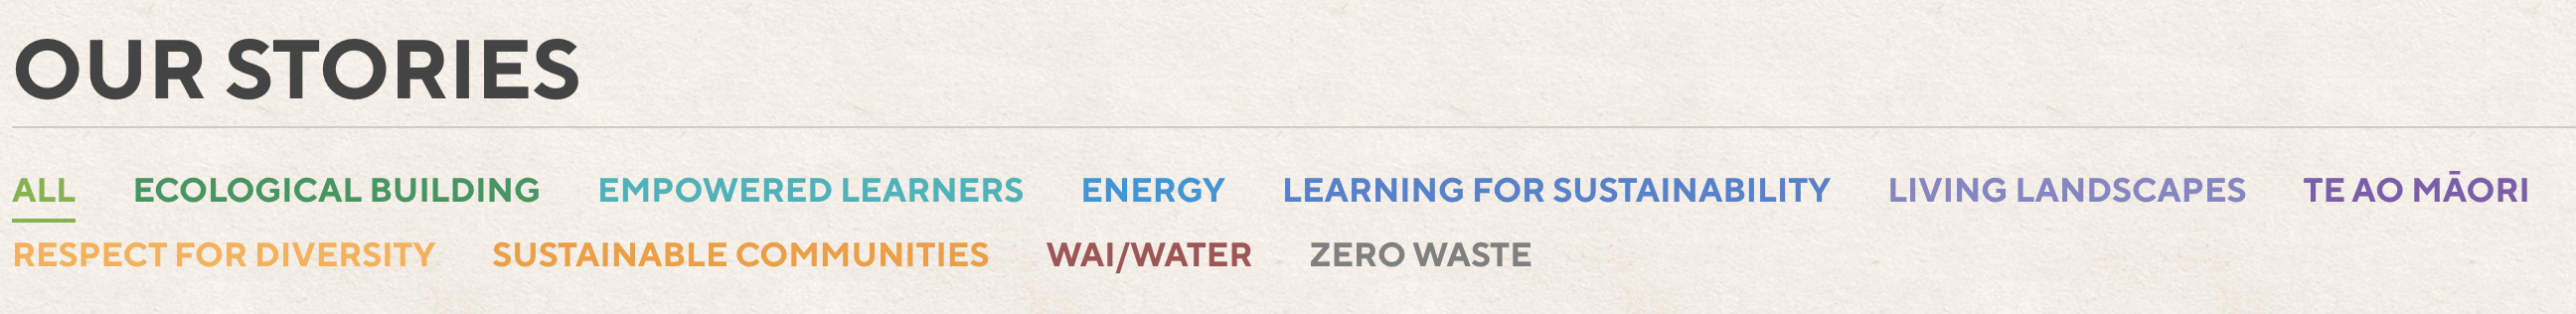 OUR STORIES
ALL ECOLOGICAL BUILDING EMPOWERED LEARNERS ENERGY LEARNING FOR SUSTAINABILITY LIVING LANDSCAPES TE AO MĀORI
RESPECT FOR DIVERSITY SUSTAINABLE COMMUNITIES WAI/WATER ZERO WASTE